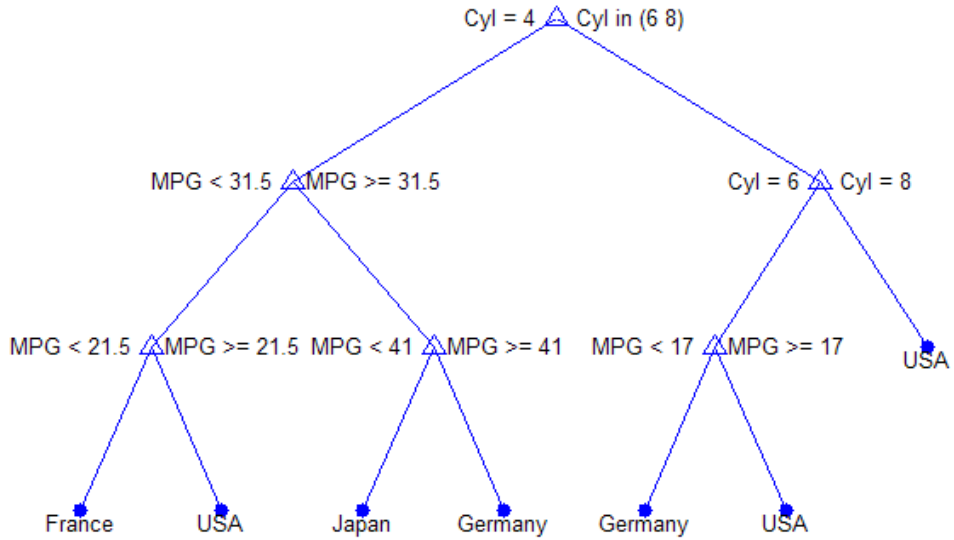 Cyl = 4 Cyl in (6 8)
MPG < 31.5 MPG >= 31.5 Cyl = 6 Cyl = 8
MPG < 21.5 MPG >= 21.5 MPG < 41 MPG >= 41 MPG < 17 MPG >= 17
USA
France USA Japan Germany Germany USA